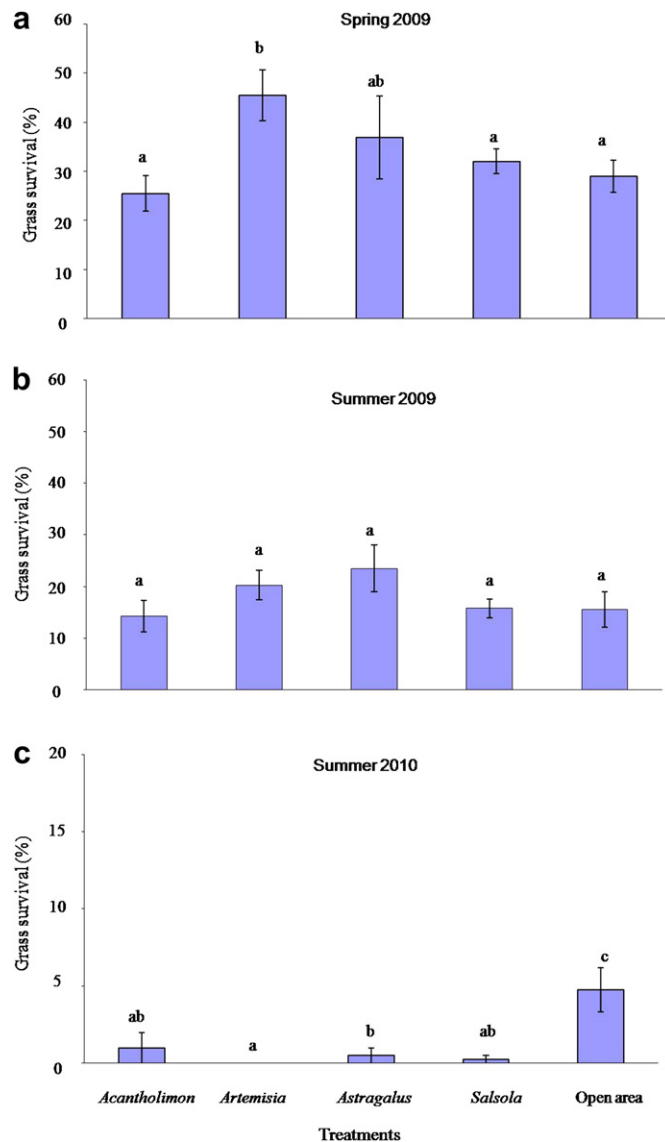 a
Spring 2009
Grass survival (%)
60
50
40
30
20
10
0
a
b
ab
a
a
b
Summer 2009
Grass survival (%)
60
50
40
30
20
10
0
a
a
a
a
a
c
Summer 2010
Grass survival (%)
20
15
10
5
0
ab
a
b
ab
c
Acantholimon Artemisia Astragalus Salsola Open area
Treatments